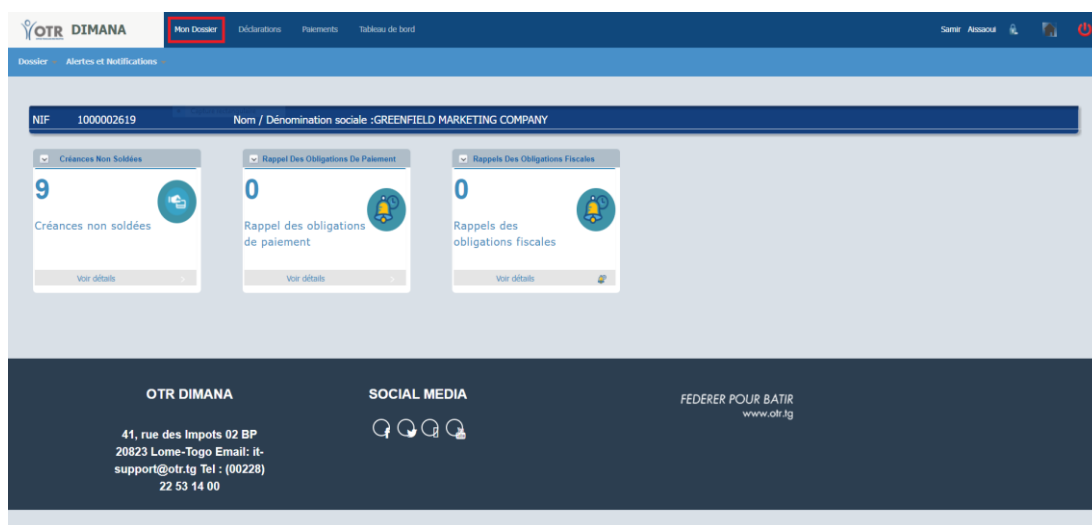 OTR DIMANA
Mon Dossier Déclarations Paiements Tableau de bord
Samir Aissaoui
Dossier Alertes et Notifications
NIF 1000002619 Nom / Dénomination sociale :GREENFIELD MARKETING COMPANY
Créances Non Soldées
9
Créances non soldées
Voir détails
Rappel Des Obligations De Paiement
0
Rappel des obligations
de paiement
Voir détails
Rappels Des Obligations Fiscales
0
Rappels des
obligations fiscales
Voir détails
OTR DIMANA
41, rue des Impots 02 BP
20823 Lome-Togo Email: it-
support@otr.tg Tel : (00228)
22 53 14 00
SOCIAL MEDIA
FEDERER POUR BATIR
www.otr.tg